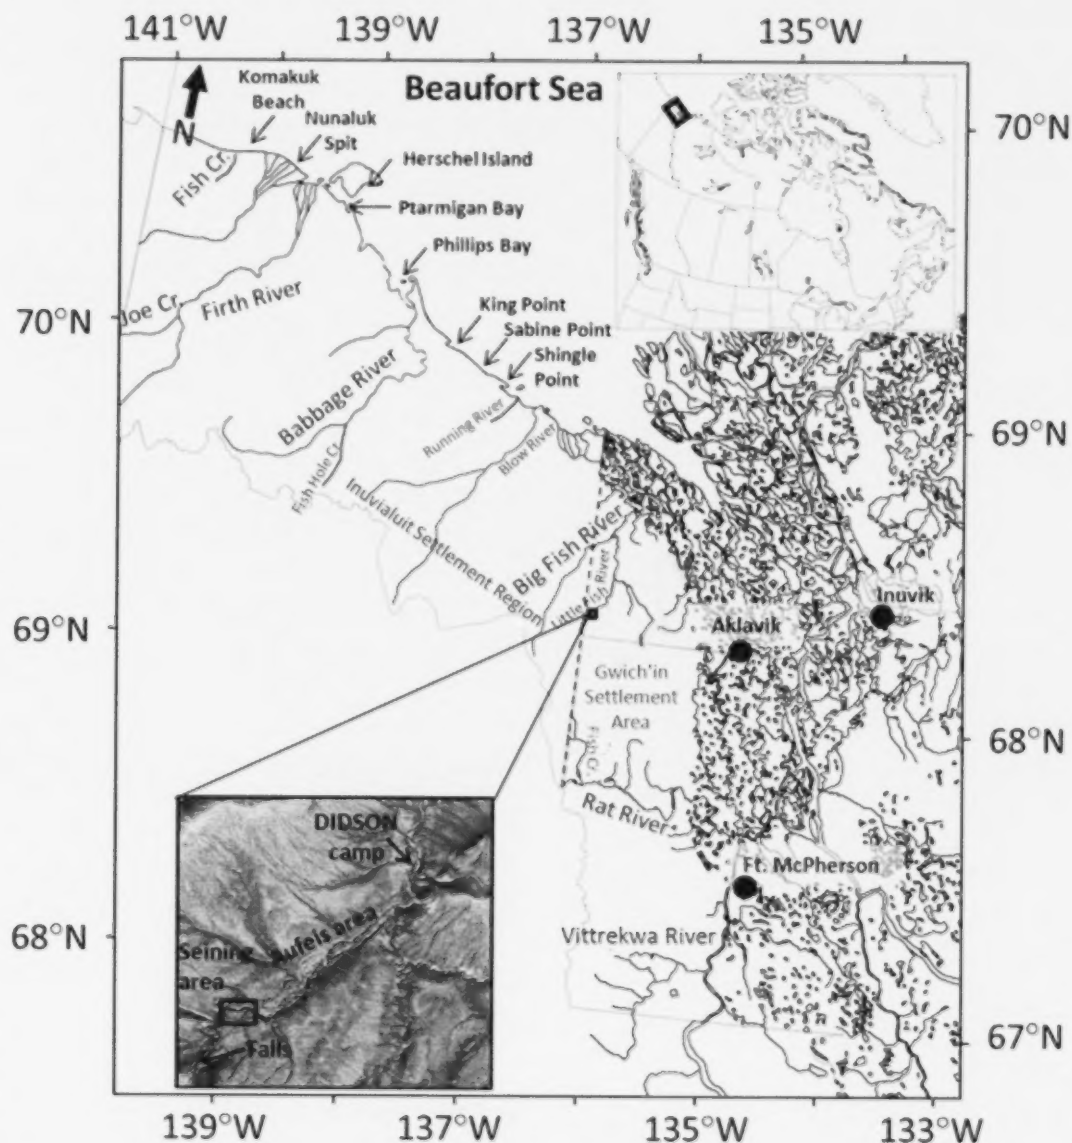 141°W
139°W
137°W
135°W
Beaufort Sea
N
Komakuk
Beach
Nunaluk
Spit
Herschel Island
Ptarmigan Bay
Phillips Bay
King Point
Sabine Point
Shingle
Point
Fish Cr.
Joe Cr.
Firth River
Babbage River
Fish Hole Cr.
Running River
Blow River
Inuvialuit Settlement Region
Big Fish River
Little Fish River
70°N
69°N
68°N
70°N
69°N
68°N
67°N
Inuvik
Aklavik
Gwich'in
Settlement
Area
Fish Cr.
Rat River
Ft. McPherson
Vittrekwa River
DIDSON
camp
Aufeis area
Seining
area
Falls
139°W
137°W
135°W
133°W